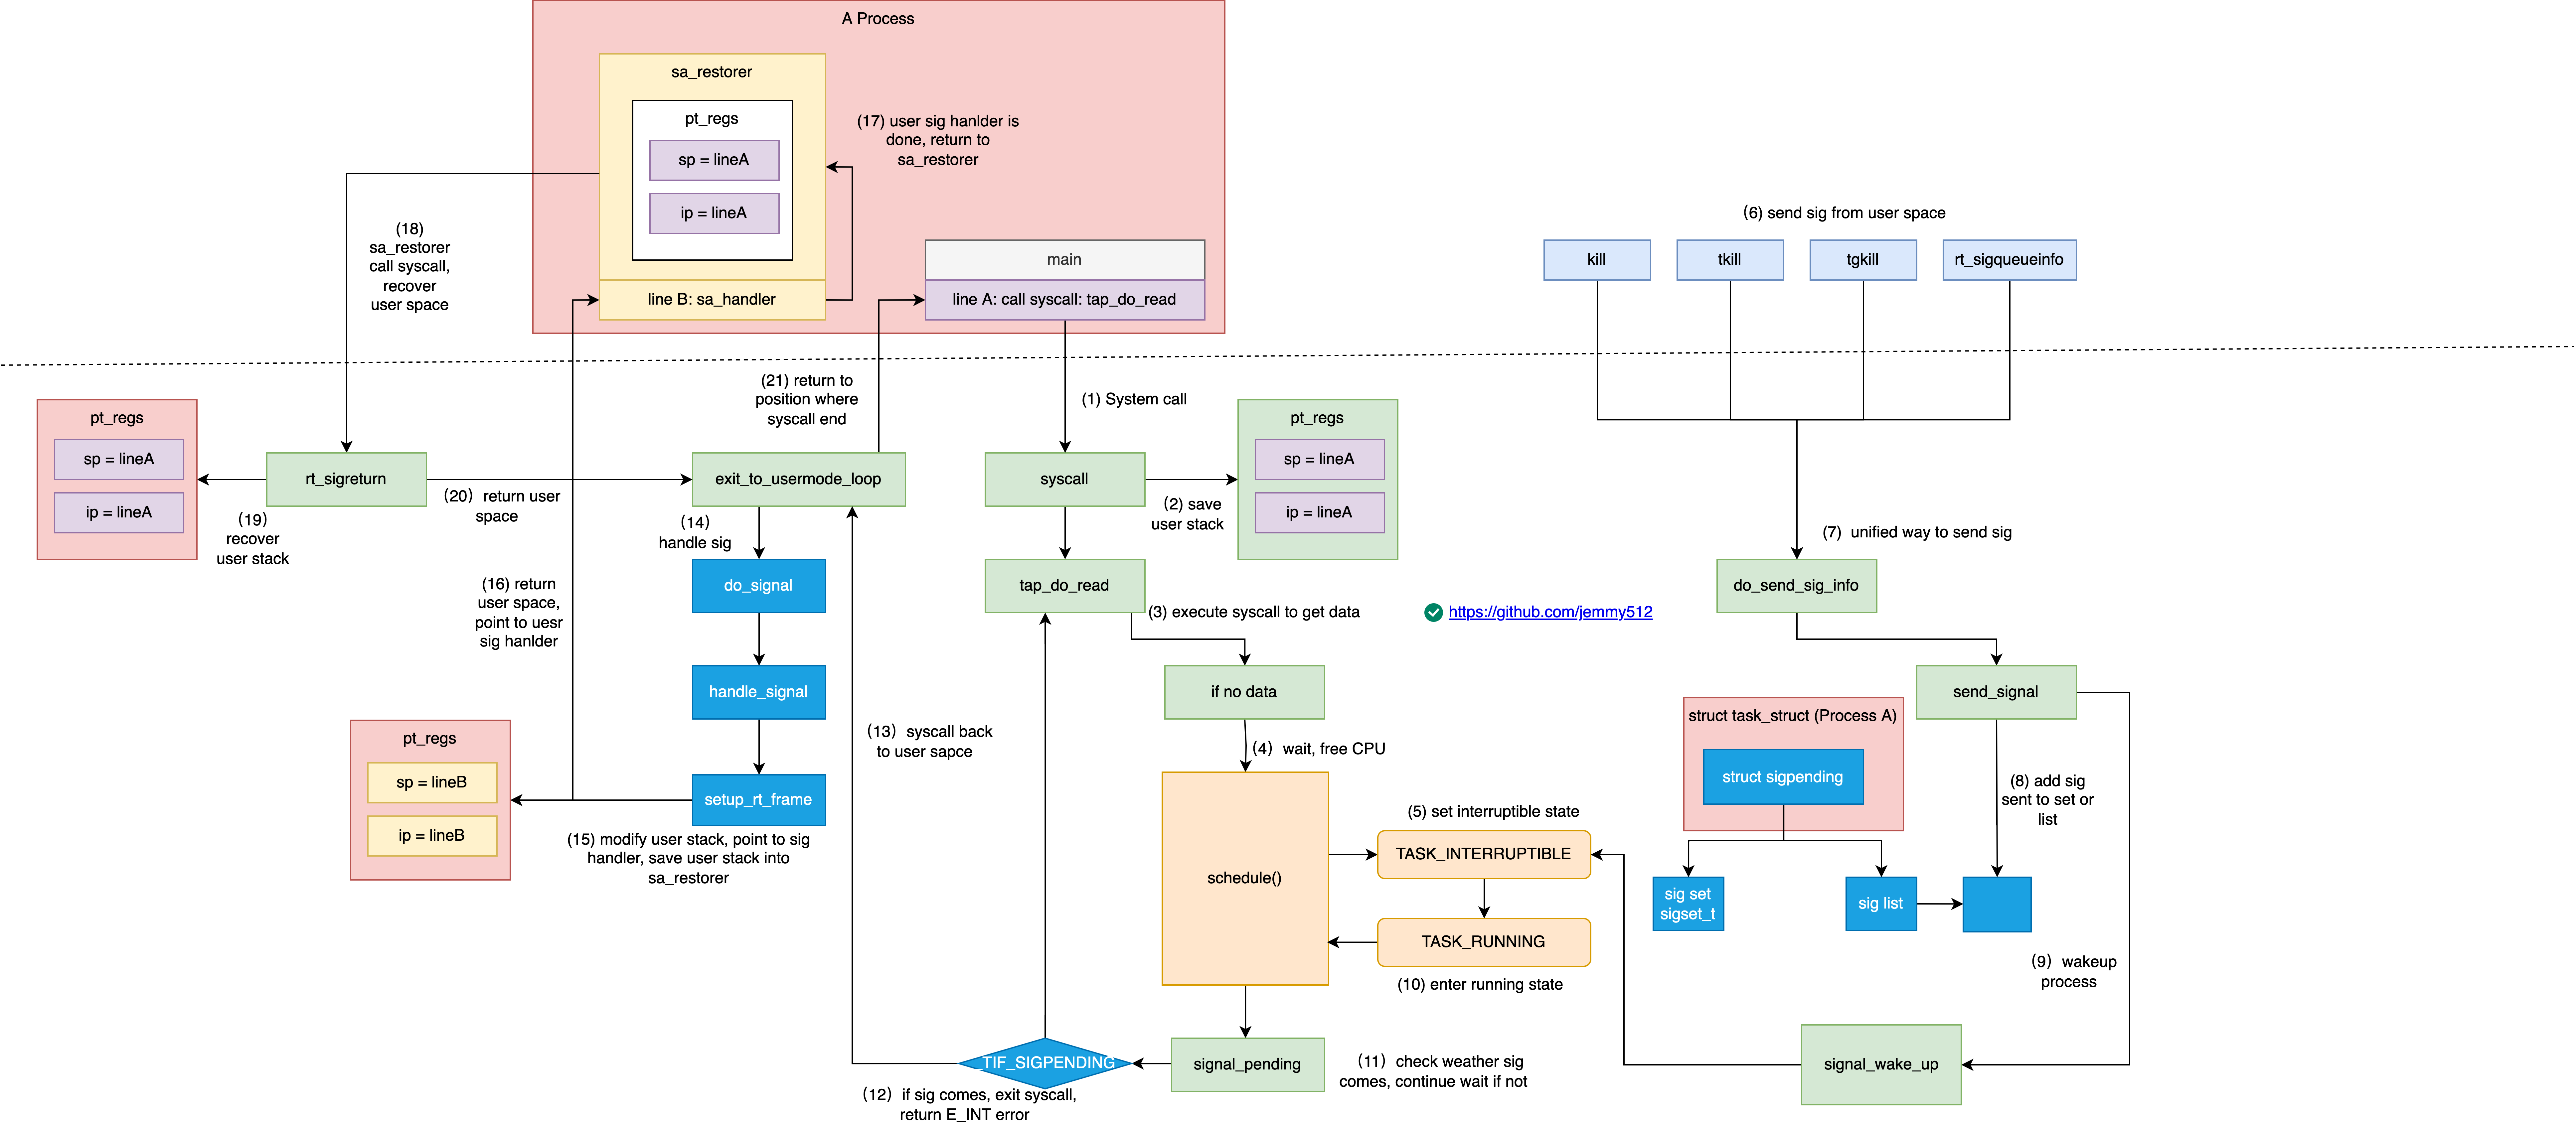 A Process
sa_restorer
pt_regs
sp = lineA
ip = lineA
line B: sa_handler
(17) user sig hanlder is
done, return to
sa_restorer
main
line A: call syscall: tap_do_read
(18)
sa_restorer
call syscall,
recover
user space
(6) send sig from user space
kill
tkill
tgkill
rt_sigqueueinfo
(21) return to
position where
syscall end
(1) System call
pt_regs
sp = lineA
ip = lineA
rt_sigreturn
(19)
recover
user stack
(20) return user
space
exit_to_usermode_loop
syscall
(2) save
user stack
pt_regs
sp = lineA
ip = lineA
(14)
handle sig
(7) unified way to send sig
do_signal
tap_do_read
do_send_sig_info
(16) return
user space,
point to uesr
sig hanlder
(3) execute syscall to get data
https://github.com/jemmy512
handle_signal
if no data
send_signal
(13) syscall back
to user sapce
(4) wait, free CPU
struct task_struct (Process A)
struct sigpending
pt_regs
sp = lineB
ip = lineB
setup_rt_frame
(15) modify user stack, point to sig
handler, save user stack into
sa_restorer
schedule()
(5) set interruptible state
TASK_INTERRUPTIBLE
TASK_RUNNING
(10) enter running state
(8) add sig
sent to set or
list
sig set
sigset_t
sig list
(9) wakeup
process
_TIF_SIGPENDING
signal_pending
(11) check weather sig
comes, continue wait if not
signal_wake_up
(12) if sig comes, exit syscall,
return E_INT error